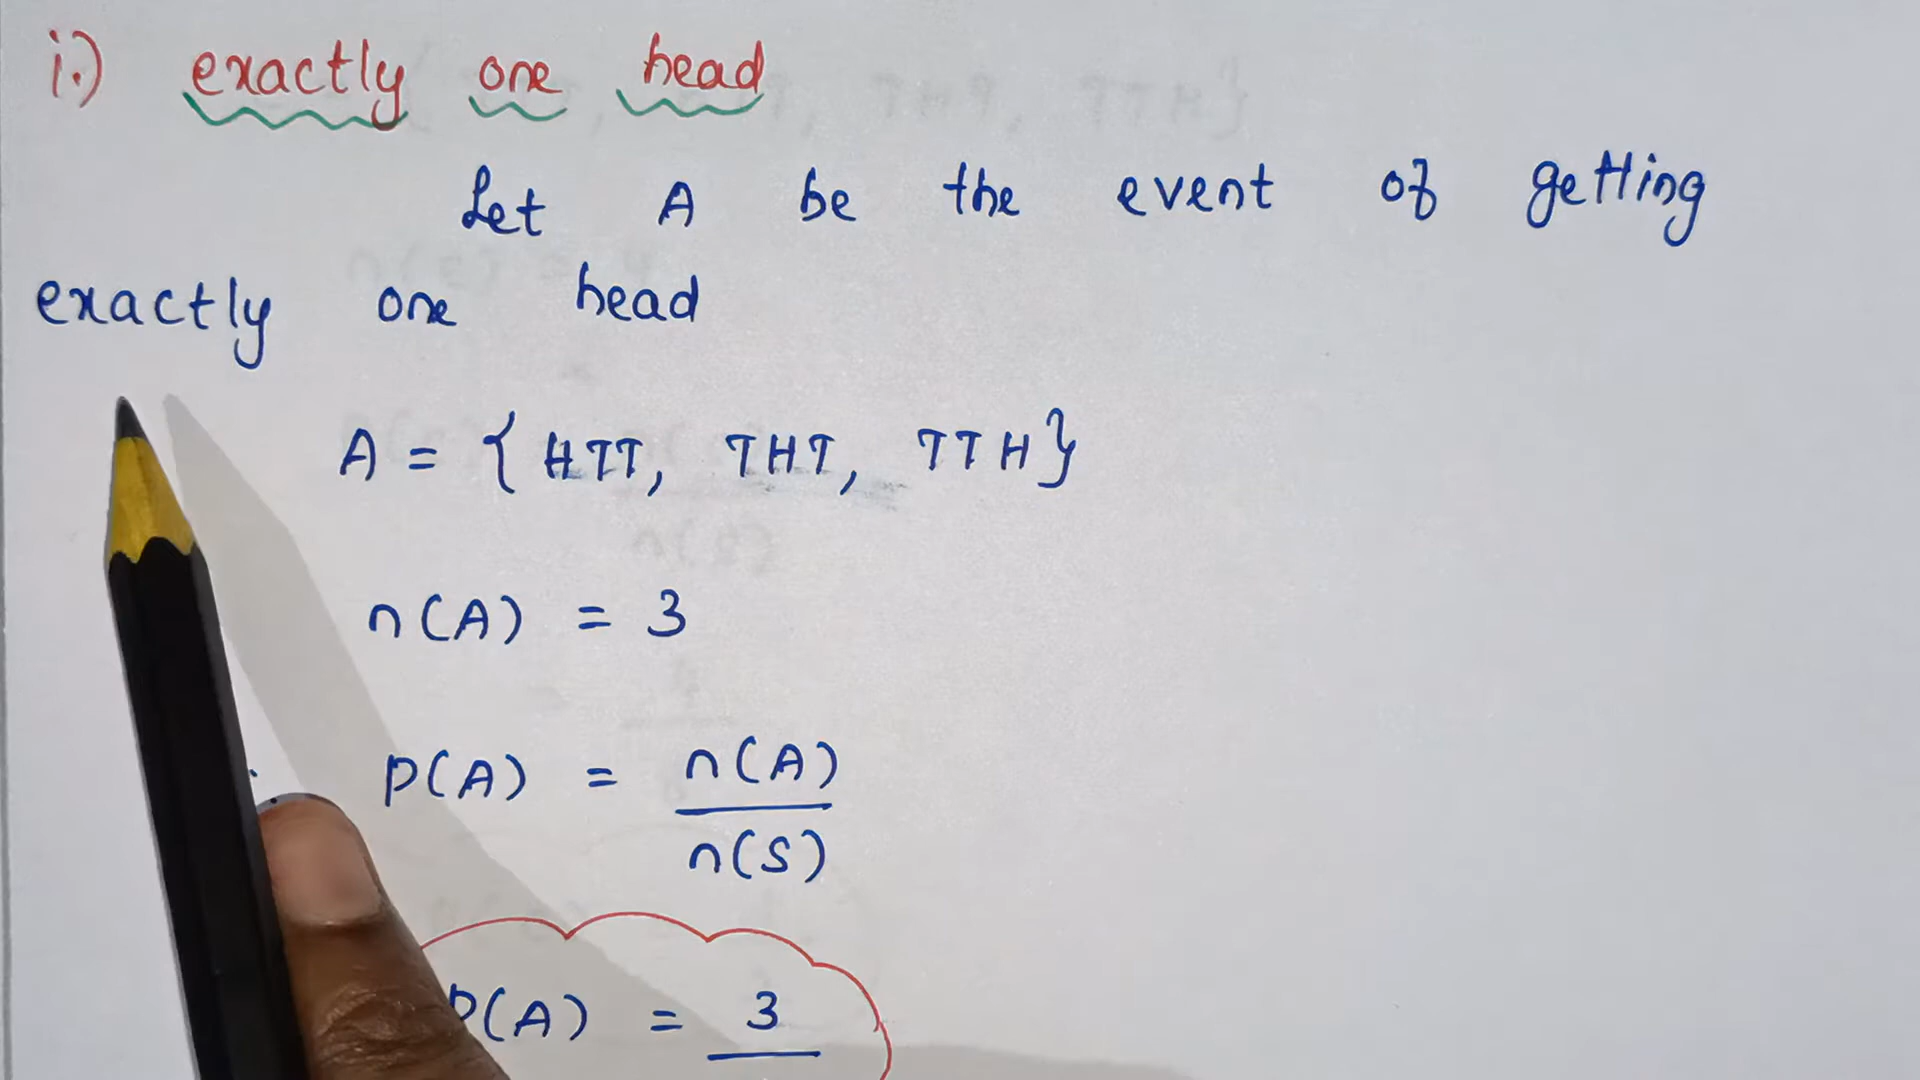 i.) exactly one head
Let A be the event of getting
exactly one head
A = { HTT, THT, TTH}
n(A) = 3
P(A) = n(A)
n(S)
P(A) = 3